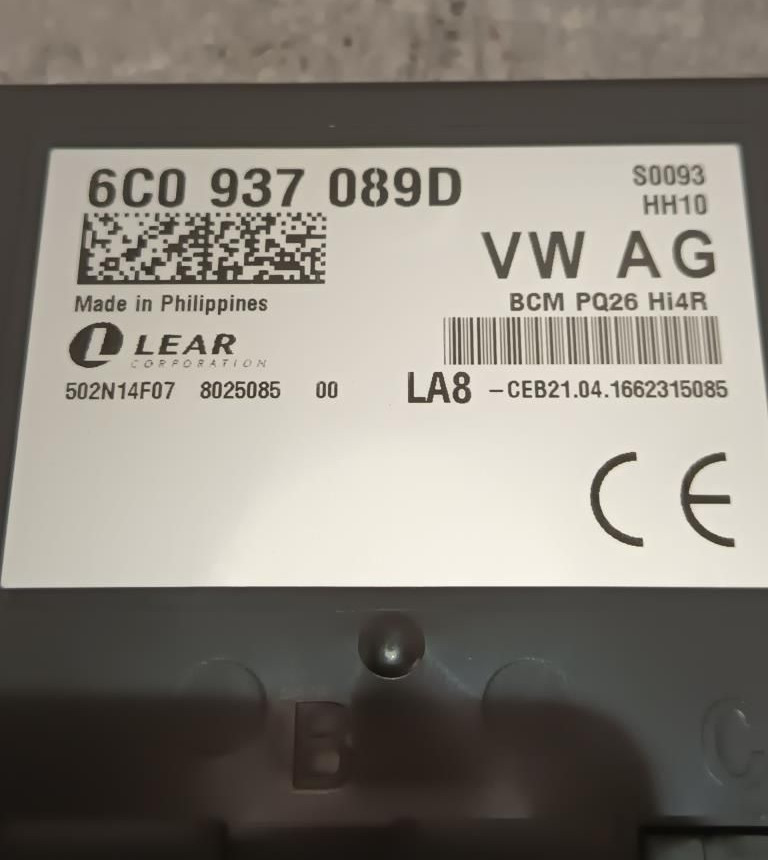 6C0 937 089D
S0093
HH10
VW AG
Made in Philippines
BCM PQ26 Hi4R
LEAR
CORPORATION
502N14F07 8025085 00
LA8 –CEB21.04.1662315085
CE
B
C